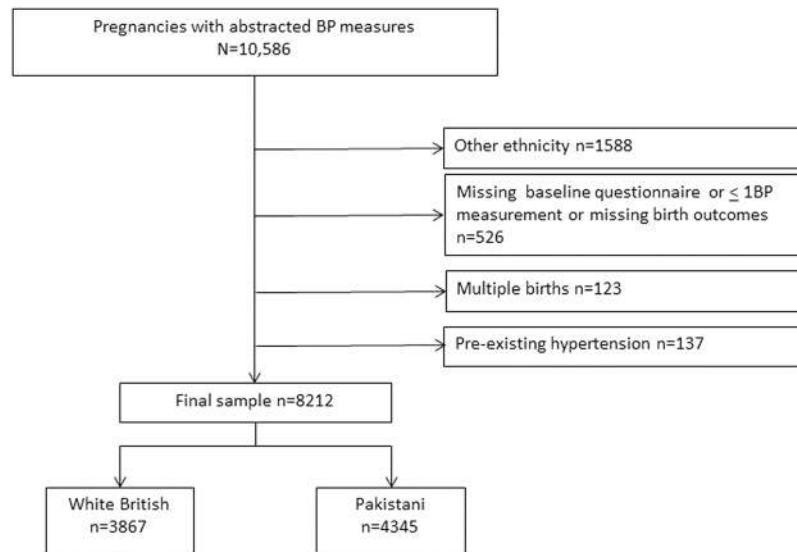 Pregnancies with abstracted BP measures
N=10,586
Other ethnicity n=1588
Missing baseline questionnaire or ≤ 1BP
measurement or missing birth outcomes
n=526
Multiple births n=123
Pre-existing hypertension n=137
Final sample n=8212
White British
n=3867
Pakistani
n=4345